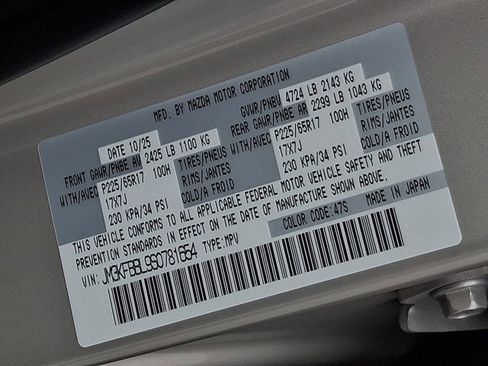 MFD. BY MAZDA MOTOR CORPORATION
DATE 10/25 GVWR/PNBV 4724 LB 2143 KG
FRONT GAWR/PNBE AV 2425 LB 1100 KG REAR GAWR/PNBE AR 2299 LB 1043 KG
WITH/AVEC P225/65R17 100H TIRES/PNEUS WITH/AVEC P225/65R17 100H TIRES/PNEUS
17X7J RIMS/JANTES 17X7J RIMS/JANTES
230 KPA/34 PSI COLD/A FROID 230 KPA/34 PSI COLD/A FROID
THIS VEHICLE CONFORMS TO ALL APPLICABLE FEDERAL MOTOR VEHICLE SAFETY AND THEFT
PREVENTION STANDARDS IN EFFECT ON THE DATE OF MANUFACTURE SHOWN ABOVE.
VIN: JM3KFBBL9S0781654 TYPE:MPV COLOR CODE:47S MADE IN JAPAN